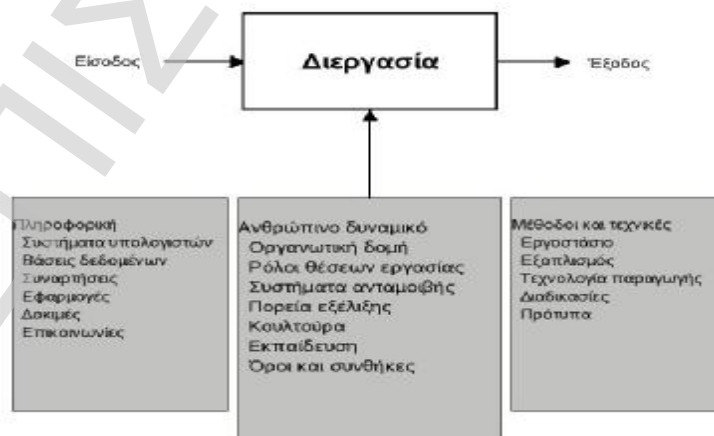 Είσοδος
Διεργασία
Έξοδος
Πληροφορική
Συστήματα υπολογιστών
Βάσεις δεδομένων
Συναρτήσεις
Εφαρμογές
Δοκιμές
Επικοινωνίες
Ανθρώπινο δυναμικό
Οργανωτική δομή
Ρόλοι θέσεων εργασίας
Συστήματα ανταμοιβής
Πορεία εξέλιξης
Κουλτούρα
Εκπαίδευση
Όροι και συνθήκες
Μέθοδοι και τεχνικές
Εργοστάσιο
Εξοπλισμός
Τεχνολογία παραγωγής
Διαδικασίες
Πρότυπα